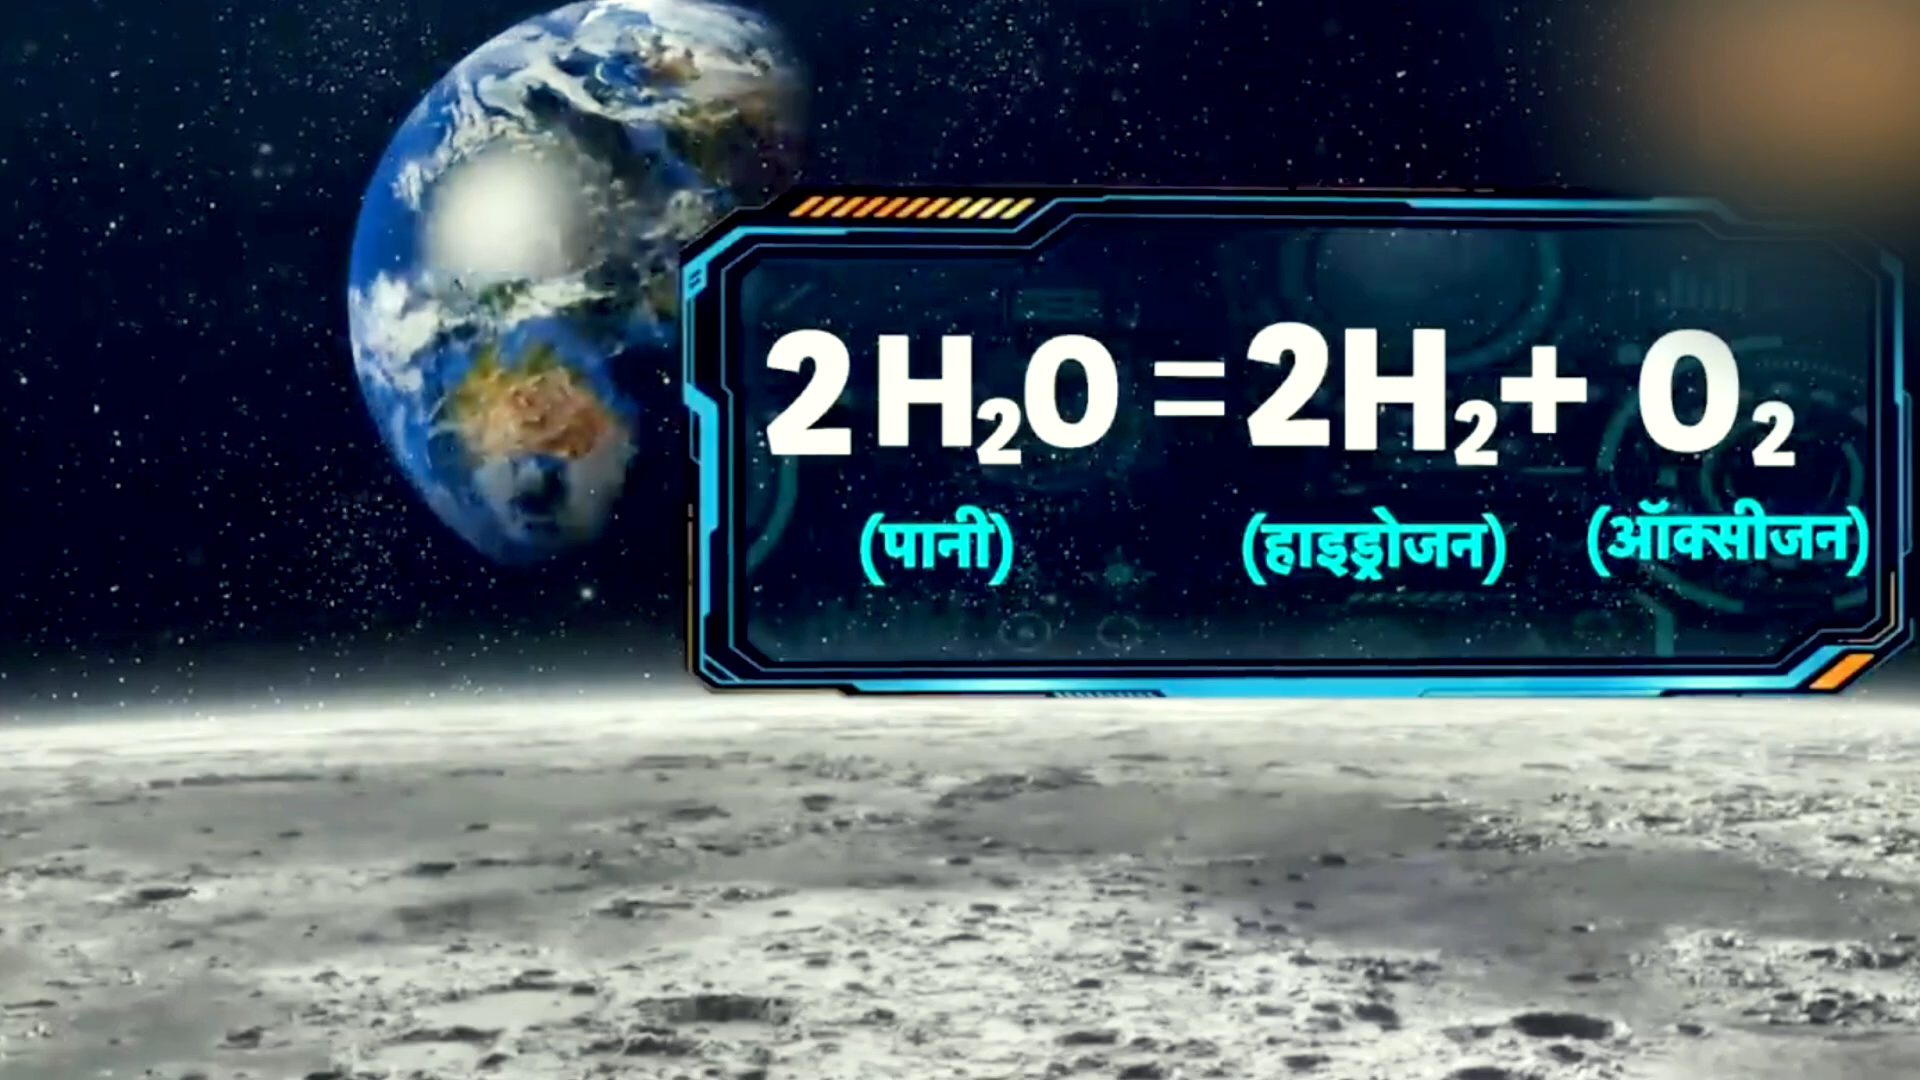 2H₂O = 2H₂ + O₂
(पानी) (हाइड्रोजन) (ऑक्सीजन)